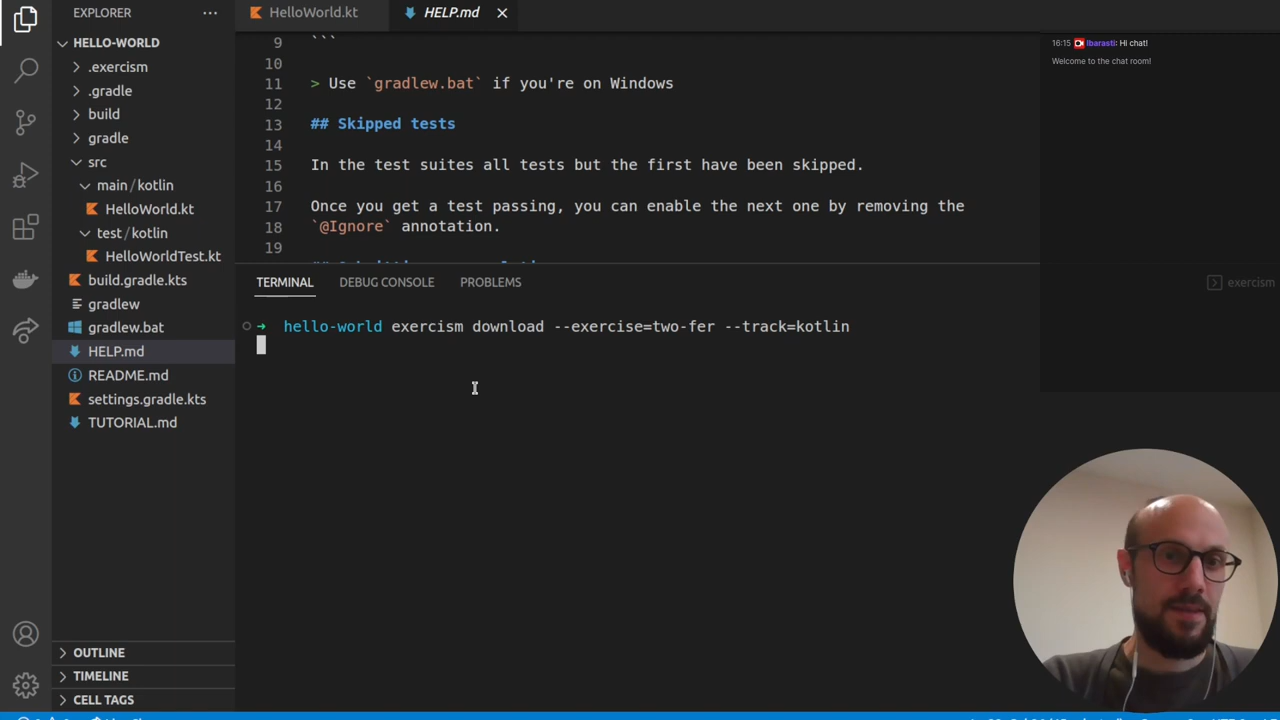 EXPLORER
HELLO-WORLD
.exercism
.gradle
build
gradle
src
main/kotlin
HelloWorld.kt
test/kotlin
HelloWorldTest.kt
build.gradle.kts
gradlew
gradlew.bat
HELP.md
README.md
settings.gradle.kts
TUTORIAL.md
OUTLINE
TIMELINE
CELL TAGS
HelloWorld.kt HELP.md
9 ```
10
11 > Use `gradlew.bat` if you're on Windows
12
13 ## Skipped tests
14
15 In the test suites all tests but the first have been skipped.
16
17 Once you get a test passing, you can enable the next one by removing the
18 `@Ignore` annotation.
19
TERMINAL DEBUG CONSOLE PROBLEMS
exercism
➜ hello-world exercism download --exercise=two-fer --track=kotlin
16:15 lbarasti: Hi chat!
Welcome to the chat room!